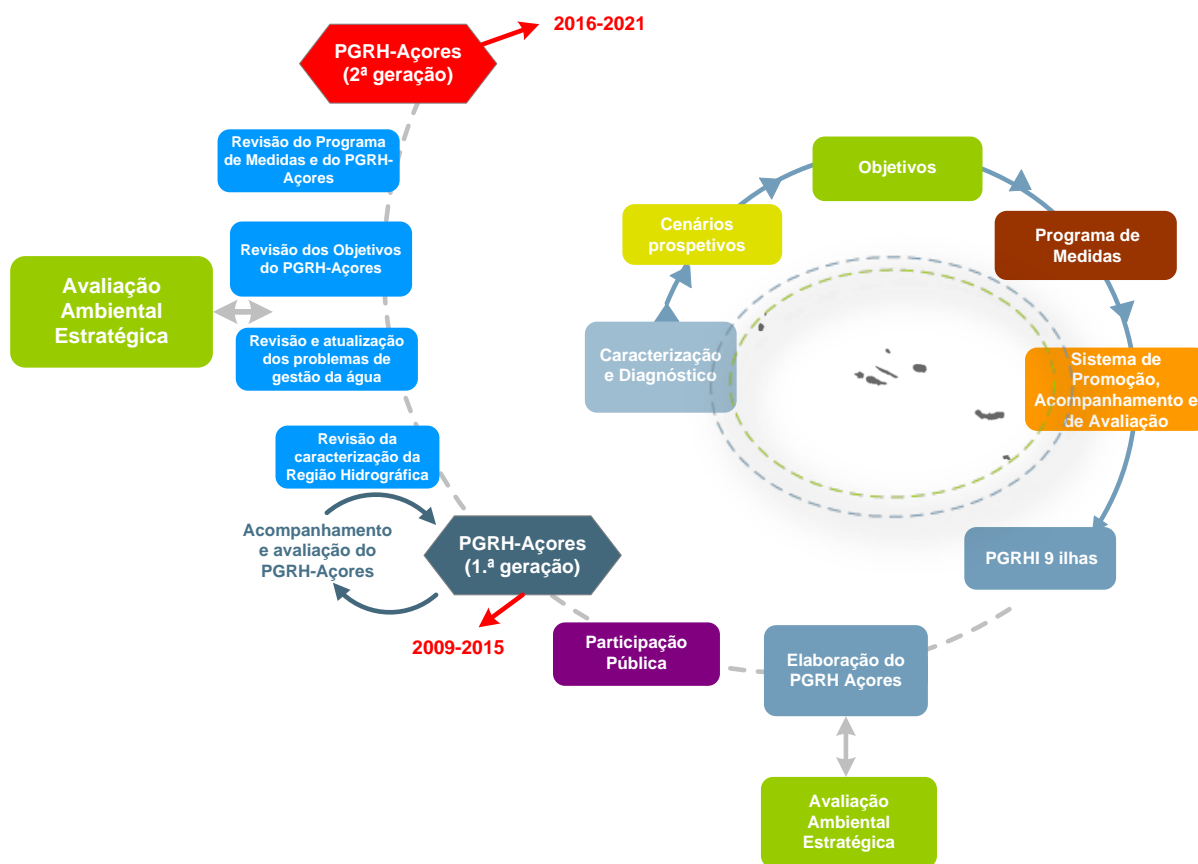 2016-2021
PGRH-Açores
(2ª geração)
Revisão do Programa
de Medidas e do PGRH-
Açores
Objetivos
Cenários
prospetivos
Programa de
Medidas
Revisão dos Objetivos
do PGRH-Açores
Avaliação
Ambiental
Estratégica
Revisão e atualização
dos problemas de
gestão da água
Caracterização
e Diagnóstico
Sistema de
Promoção,
Acompanhamento e
de Avaliação
Revisão da
caracterização da
Região Hidrográfica
Acompanhamento
e avaliação do
PGRH-Açores
PGRH-Açores
(1.ª geração)
PGRHI 9 ilhas
2009-2015
Participação
Pública
Elaboração do
PGRH Açores
Avaliação
Ambiental
Estratégica